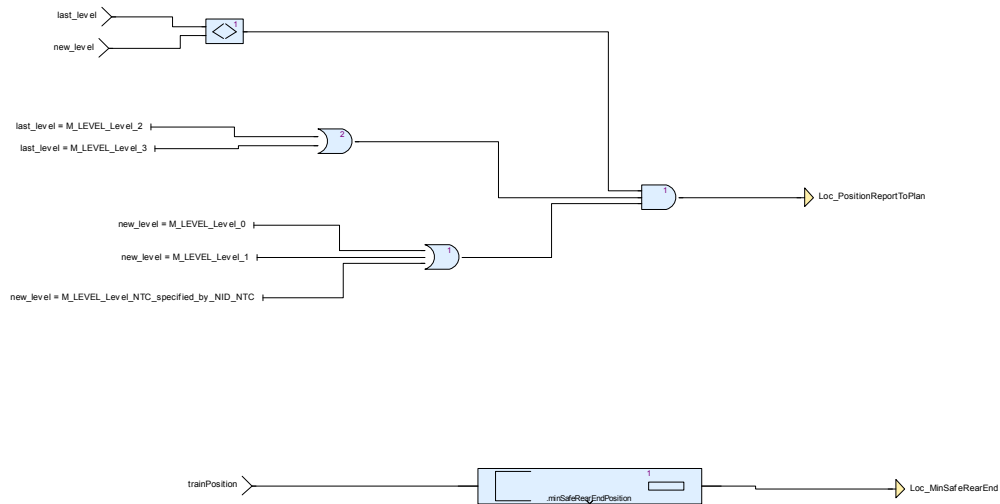 last_level
1
new_level
last_level = M_LEVEL_Level_2
2
last_level = M_LEVEL_Level_3
1
Loc_PositionReportToPlan
new_level = M_LEVEL_Level_0
1
new_level = M_LEVEL_Level_1
new_level = M_LEVEL_Level_NTC_specified_by_NID_NTC
1
trainPosition
Loc_MinSafeRearEnd
.minSafeRearEndPosition